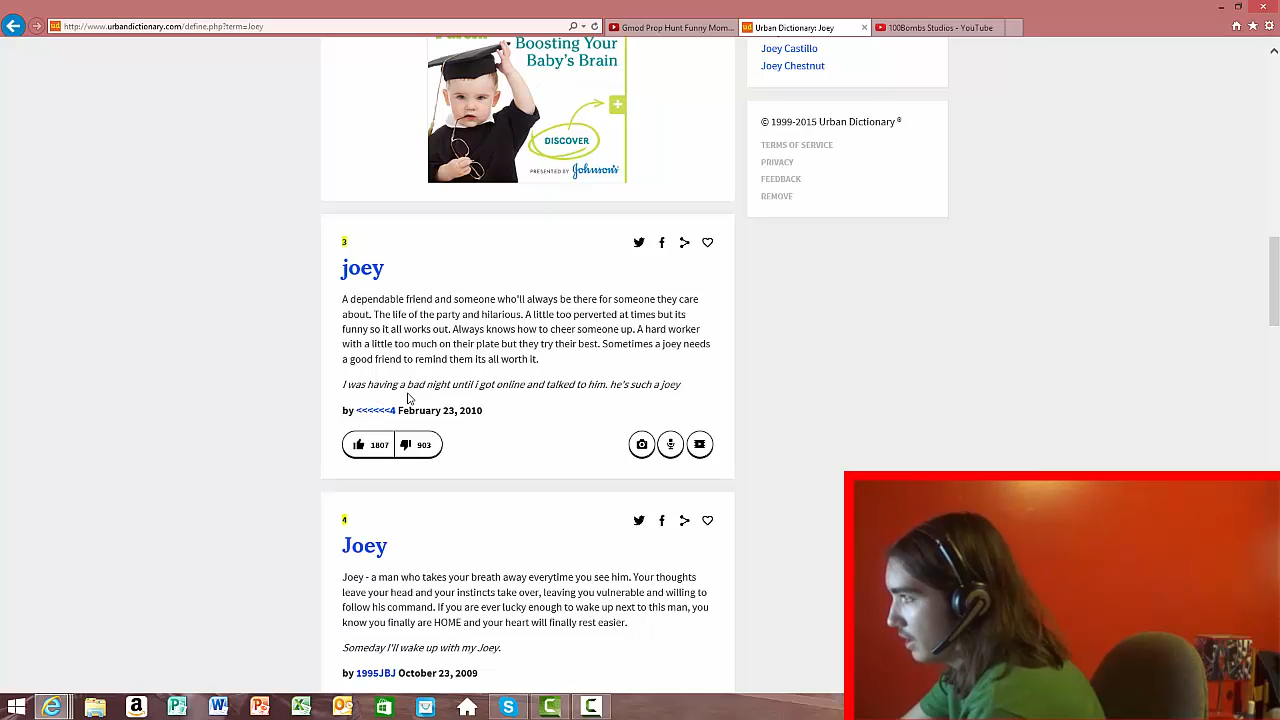 http://www.urbandictionary.com/define.php?term=Joey
Gmod Prop Hunt Funny Mom...
Urban Dictionary: Joey
100Bombs Studios - YouTube
Boosting Your
Baby's Brain
DISCOVER
PRESENTED BY Johnson's
Joey Castillo
Joey Chestnut
© 1999-2015 Urban Dictionary ®
TERMS OF SERVICE
PRIVACY
FEEDBACK
REMOVE
3
joey
A dependable friend and someone who'll always be there for someone they care
about. The life of the party and hilarious. A little too perverted at times but its
funny so it all works out. Always knows how to cheer someone up. A hard worker
with a little too much on their plate but they try their best. Sometimes a joey needs
a good friend to remind them its all worth it.
I was having a bad night until i got online and talked to him. he's such a joey
by <<<<<<4 February 23, 2010
1807 903
4
Joey
Joey - a man who takes your breath away everytime you see him. Your thoughts
leave your head and your instincts take over, leaving you vulnerable and willing to
follow his command. If you are ever lucky enough to wake up next to this man, you
know you finally are HOME and your heart will finally rest easier.
Someday I'll wake up with my Joey.
by 1995JBJ October 23, 2009